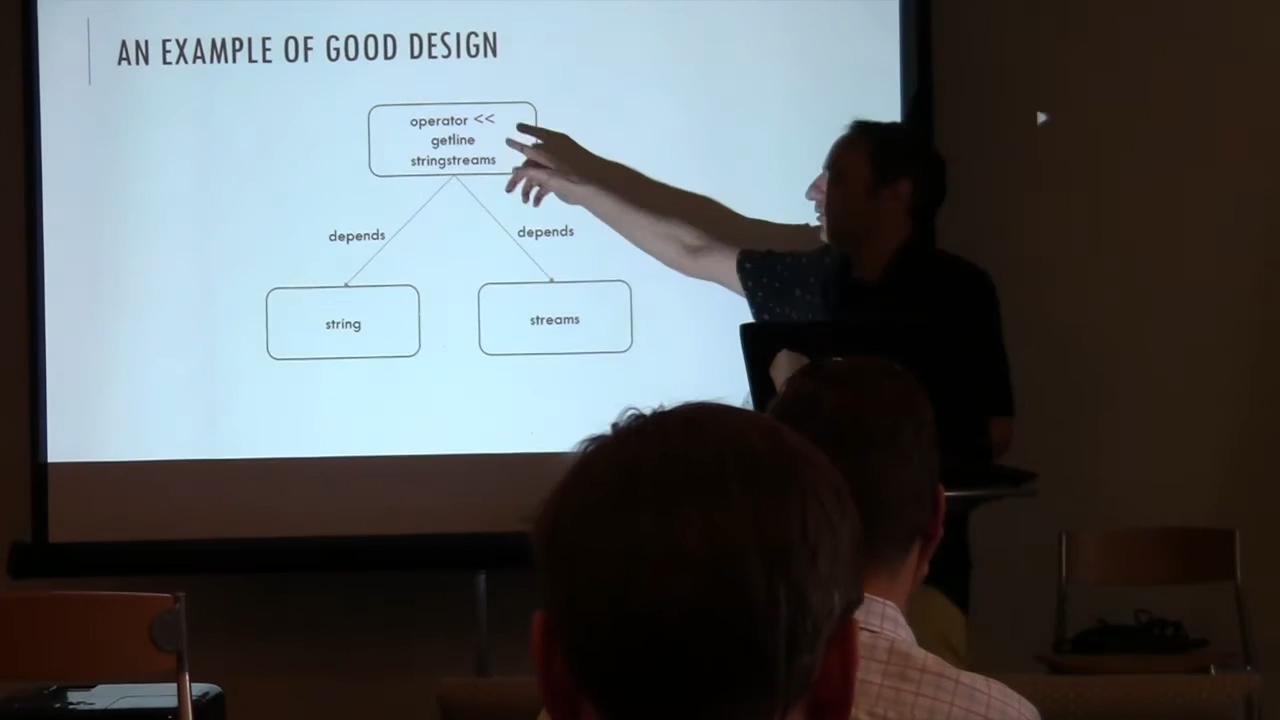 AN EXAMPLE OF GOOD DESIGN
operator <<
getline
stringstreams
depends
depends
string
streams